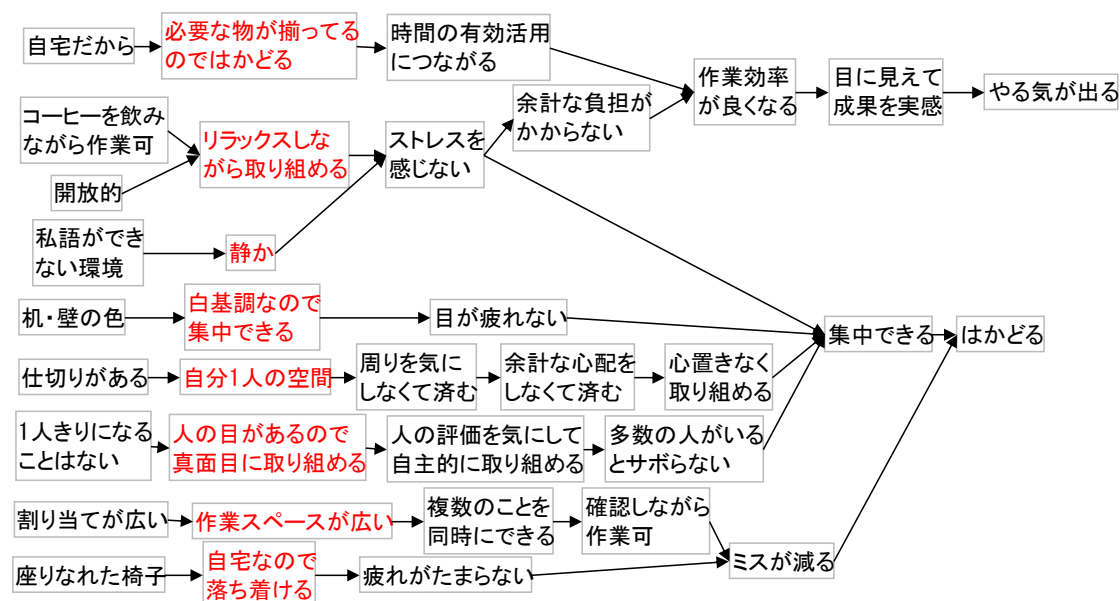 自宅だから
必要な物が揃ってる
のではかどる
時間の有効活用
につながる
作業効率
が良くなる
目に見えて
成果を実感
やる気が出る
余計な負担が
かからない
コーヒーを飲み
ながら作業可
リラックスしな
がら取り組める
ストレスを
感じない
開放的
私語ができ
ない環境
静か
机・壁の色
白基調なので
集中できる
目が疲れない
集中できる
はかどる
仕切りがある
自分1人の空間
周りを気に
しなくて済む
余計な心配を
しなくて済む
心置きなく
取り組める
1人きりになる
ことはない
人の目があるので
真面目に取り組める
人の評価を気にして
自主的に取り組める
多数の人がいる
とサボらない
割り当てが広い
作業スペースが広い
複数のことを
同時にできる
確認しながら
作業可
ミスが減る
座りなれた椅子
自宅なので
落ち着ける
疲れがたまらない